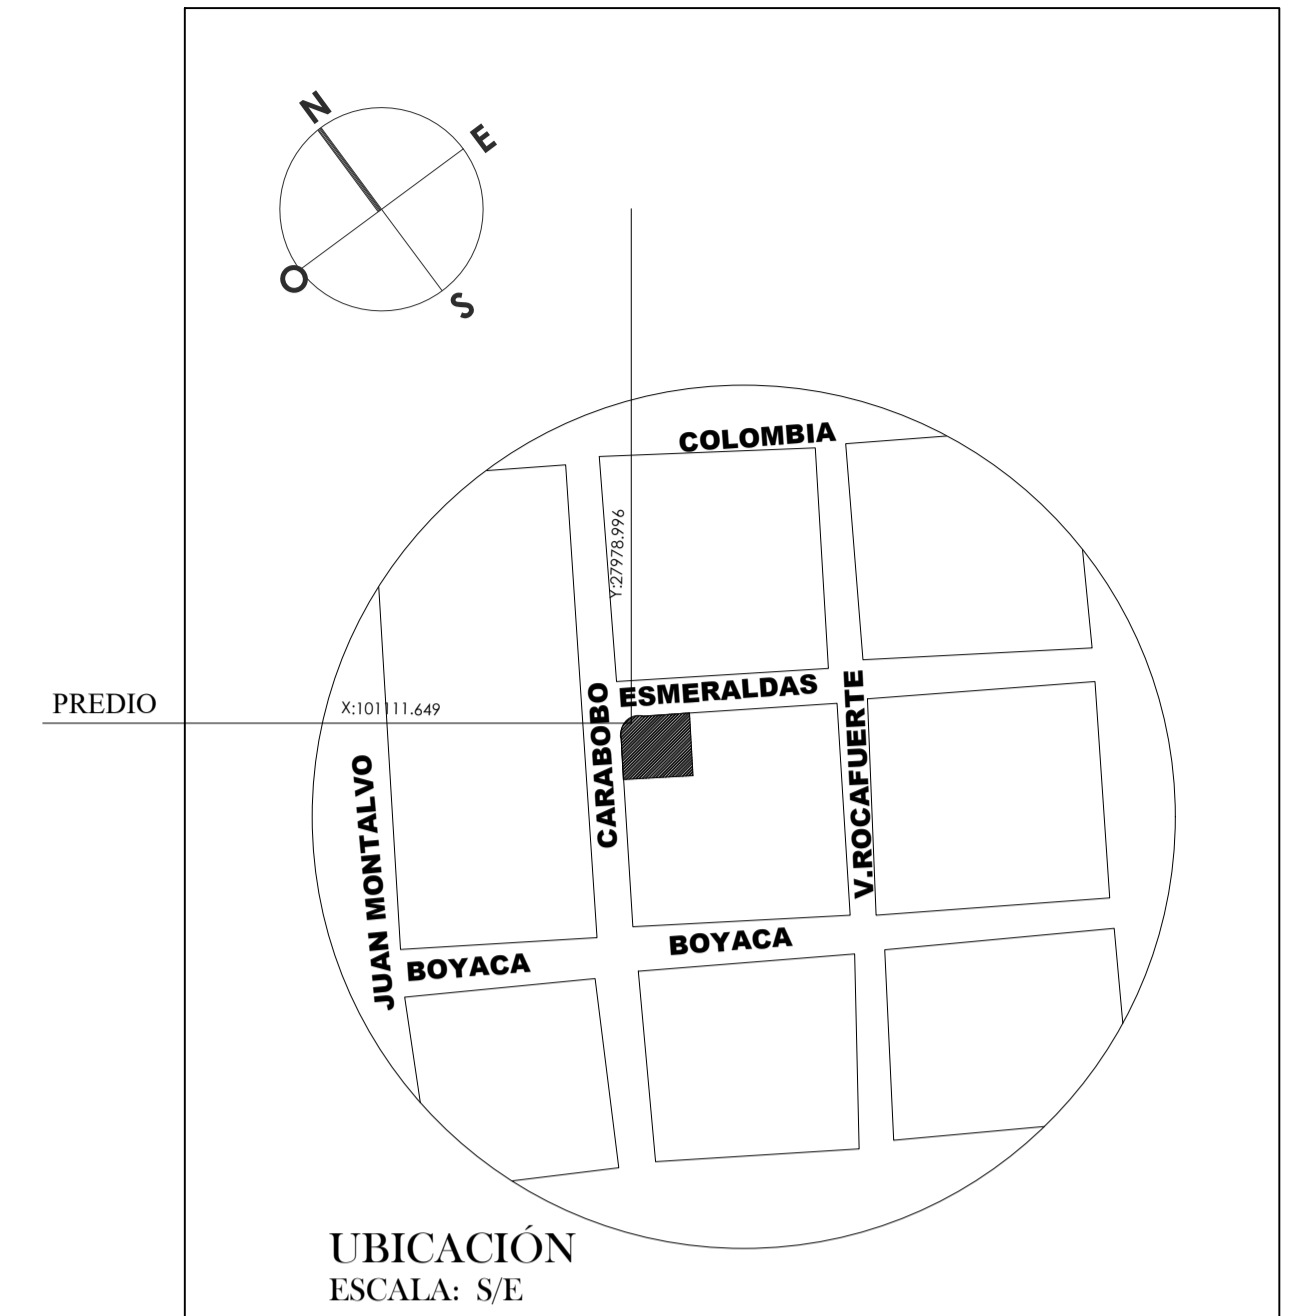 N
E
O
S
COLOMBIA
Y:27978.996
ESMERALDAS
PREDIO
X:101111.649
CARABOBO
V.ROCAFUERTE
JUAN MONTALVO
BOYACA
BOYACA
UBICACIÓN
ESCALA: S/E